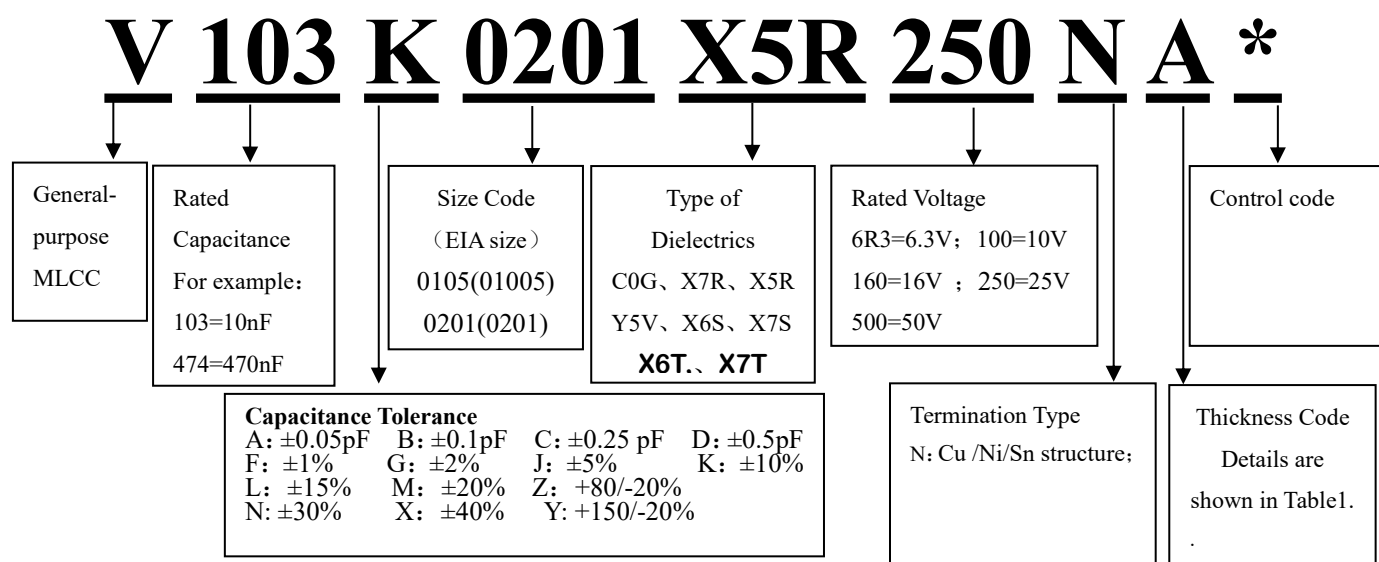 V 103 K 0201 X5R 250 N A *
General-
purpose
MLCC
Rated
Capacitance
For example：
103=10nF
474=470nF
Size Code
（EIA size）
0105(01005)
0201(0201)
Type of
Dielectrics
C0G、X7R、X5R
Y5V、X6S、X7S
X6T.、X7T
Rated Voltage
6R3=6.3V；100=10V
160=16V ；250=25V
500=50V
Control code
Capacitance Tolerance
A：±0.05pF B：±0.1pF C：±0.25 pF D：±0.5pF
F：±1% G：±2% J：±5% K：±10%
L：±15% M：±20% Z：+80/-20%
N: ±30% X：±40% Y: +150/-20%
Termination Type
N: Cu /Ni/Sn structure；
Thickness Code
Details are
shown in Table1.
.